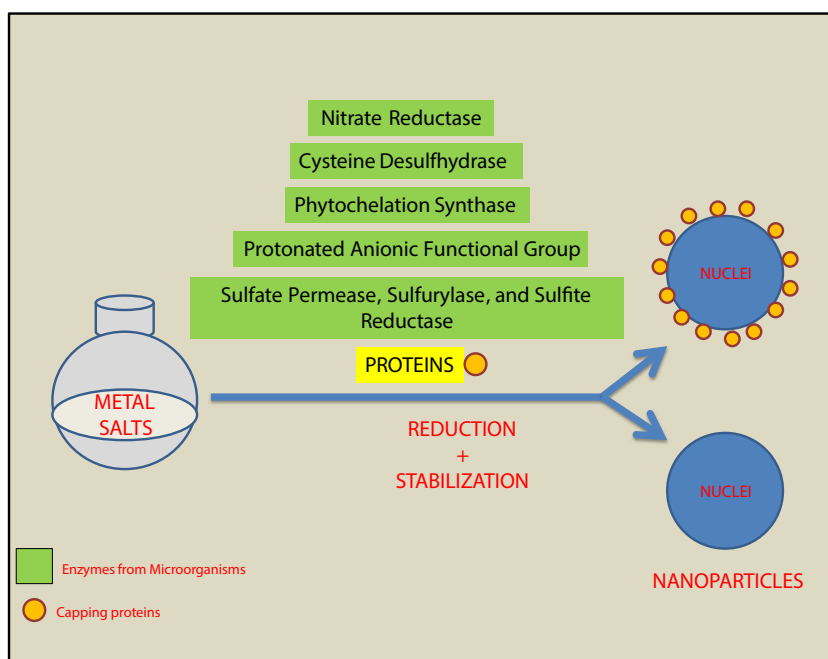 Nitrate Reductase
Cysteine Desulfhydrase
Phytochelation Synthase
Protonated Anionic Functional Group
Sulfate Permease, Sulfurylase, and Sulfite
Reductase
PROTEINS
METAL
SALTS
REDUCTION
+
STABILIZATION
NUCLEI
NUCLEI
NANOPARTICLES
Enzymes from Microorganisms
Capping proteins